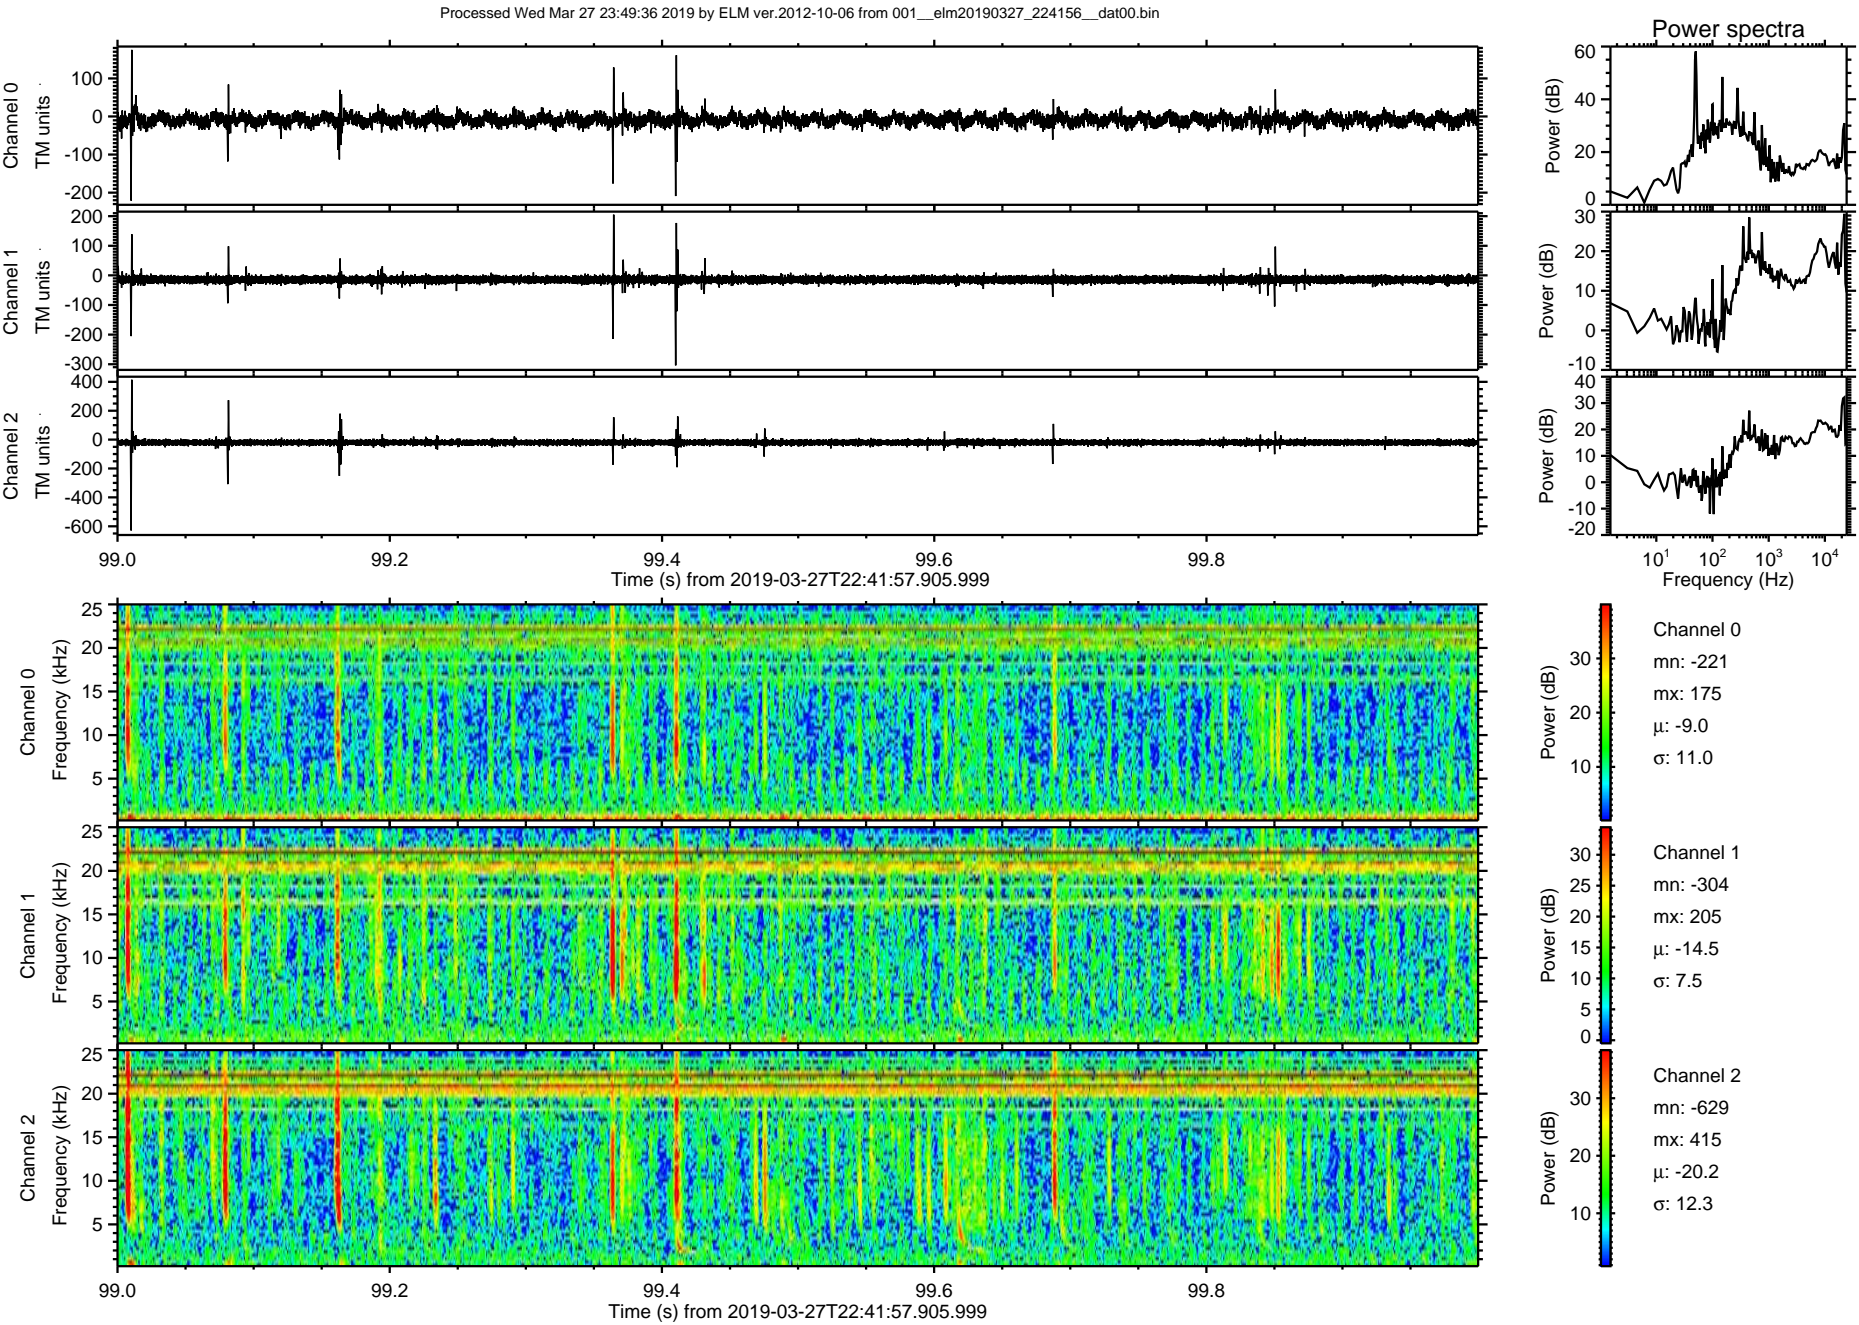 Processed Wed Mar 27 23:49:36 2019 by ELM ver.2012-10-06 from 001__elm20190327_224156__dat00.bin
Power spectra
Channel 0
TM units
100
0
-100
-200
Power (dB)
60
40
20
0
Channel 1
TM units
200
100
0
-100
-200
-300
Power (dB)
30
20
10
0
-10
Channel 2
TM units
400
200
0
-200
-400
-600
Power (dB)
40
30
20
10
0
-10
-20
99.0 99.2 99.4 99.6 99.8
Time (s) from 2019-03-27T22:41:57.905.999
10¹ 10² 10³ 10⁴
Frequency (Hz)
Channel 0
Frequency (kHz)
25
20
15
10
5
Power (dB)
30
20
10
Channel 0
mn: -221
mx: 175
µ: -9.0
σ: 11.0
Channel 1
Frequency (kHz)
25
20
15
10
5
Power (dB)
30
25
20
15
10
5
0
Channel 1
mn: -304
mx: 205
µ: -14.5
σ: 7.5
Channel 2
Frequency (kHz)
25
20
15
10
5
Power (dB)
30
20
10
Channel 2
mn: -629
mx: 415
µ: -20.2
σ: 12.3
99.0 99.2 99.4 99.6 99.8
Time (s) from 2019-03-27T22:41:57.905.999